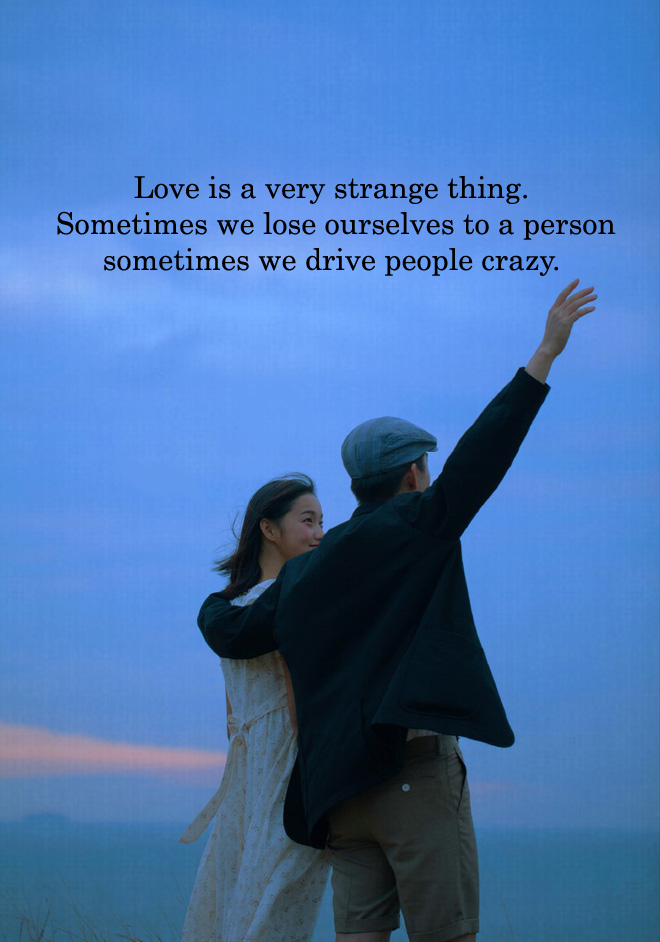 Love is a very strange thing.
Sometimes we lose ourselves to a person
sometimes we drive people crazy.